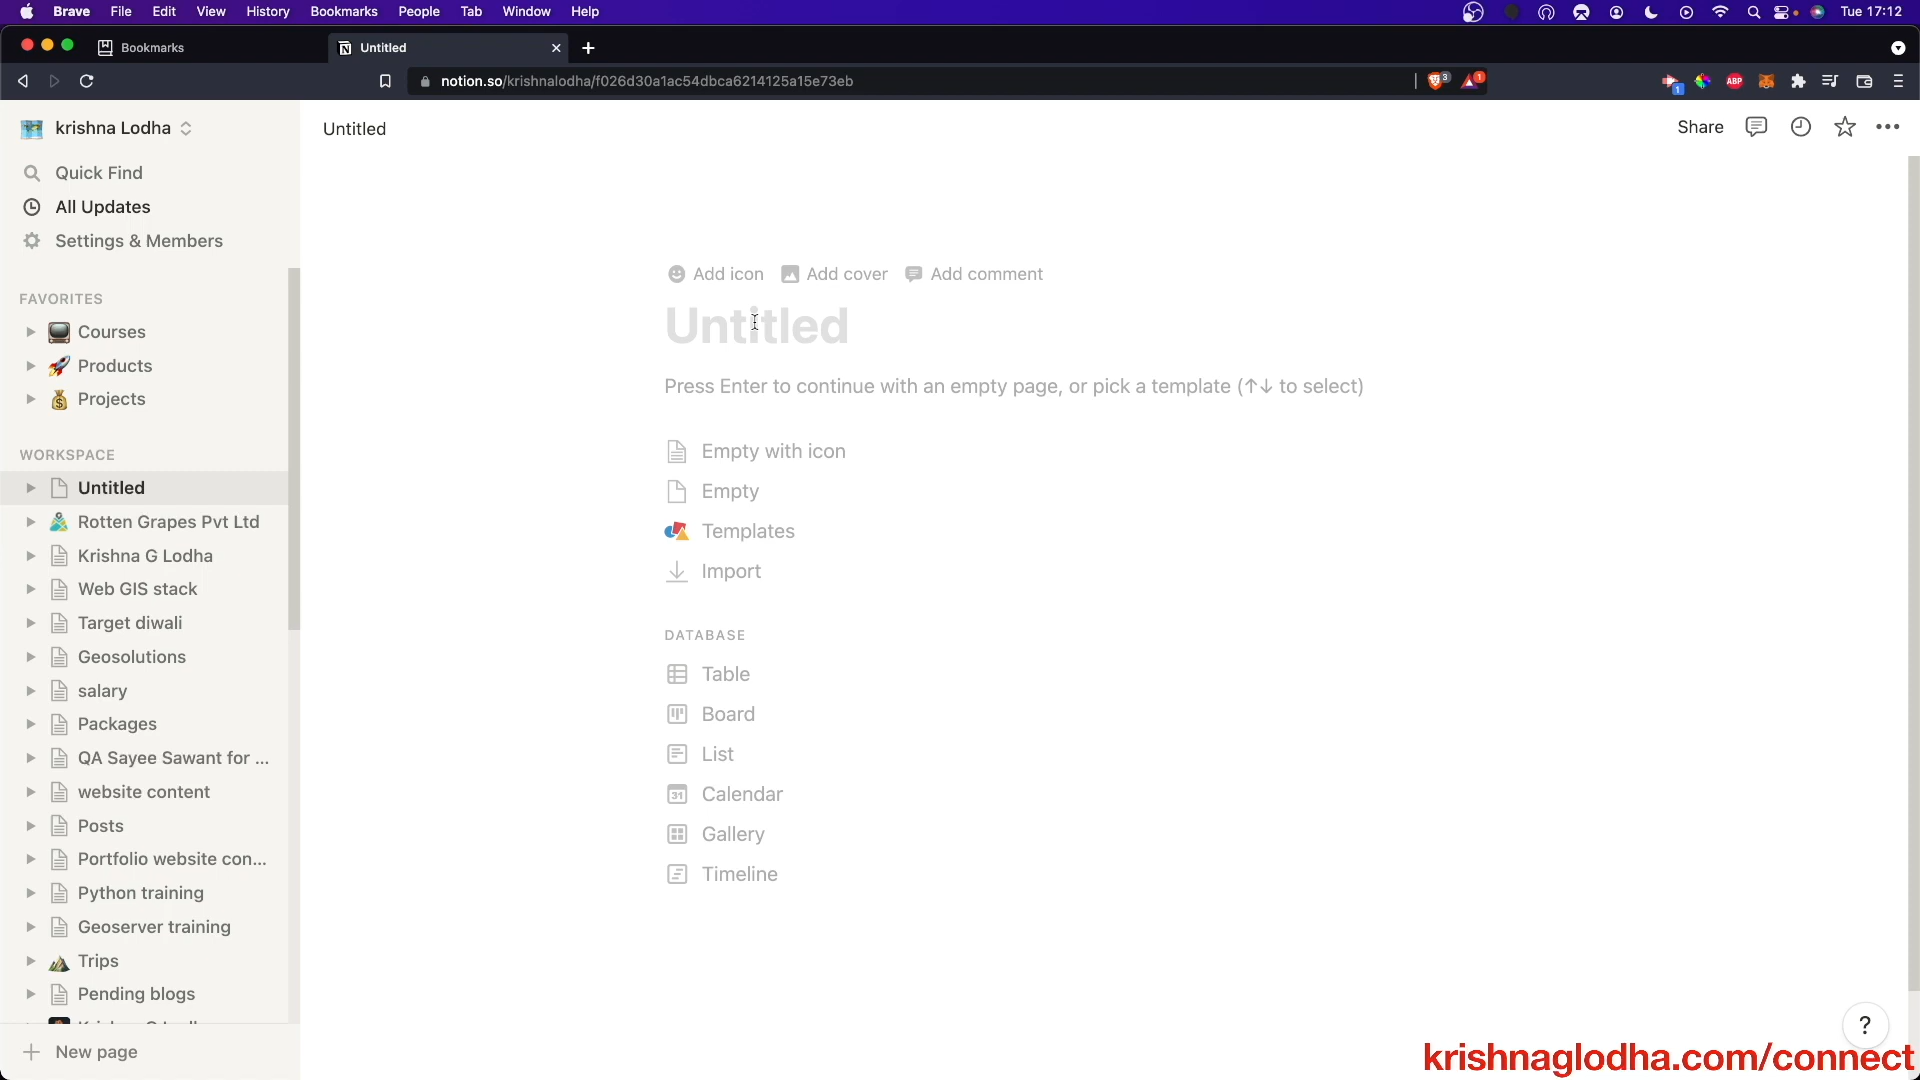 Brave File Edit View History Bookmarks People Tab Window Help Tue 17:12
Bookmarks Untitled
notion.so/krishnalodha/f026d30a1ac54dbca6214125a15e73eb 3 1 1 ABP
krishna Lodha Untitled Share
Quick Find
All Updates
Settings & Members
FAVORITES
Courses
Products
Projects
WORKSPACE
Untitled
Rotten Grapes Pvt Ltd
Krishna G Lodha
Web GIS stack
Target diwali
Geosolutions
salary
Packages
QA Sayee Sawant for ...
website content
Posts
Portfolio website con...
Python training
Geoserver training
Trips
Pending blogs
New page
Add icon Add cover Add comment
Untitled
Press Enter to continue with an empty page, or pick a template (↑↓ to select)
Empty with icon
Empty
Templates
Import
DATABASE
Table
Board
List
31 Calendar
Gallery
Timeline
?
krishnaglodha.com/connect